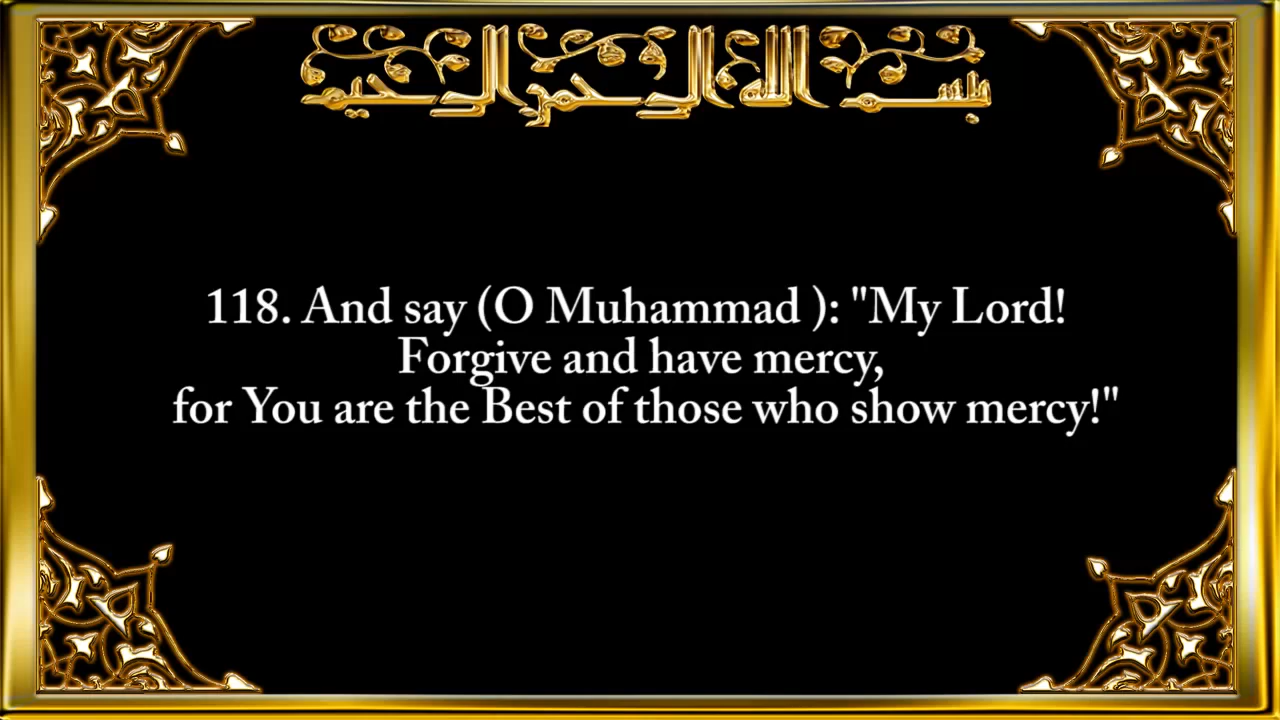 بسم الله الرحمن الرحيم
118. And say (O Muhammad ): "My Lord!
Forgive and have mercy,
for You are the Best of those who show mercy!"